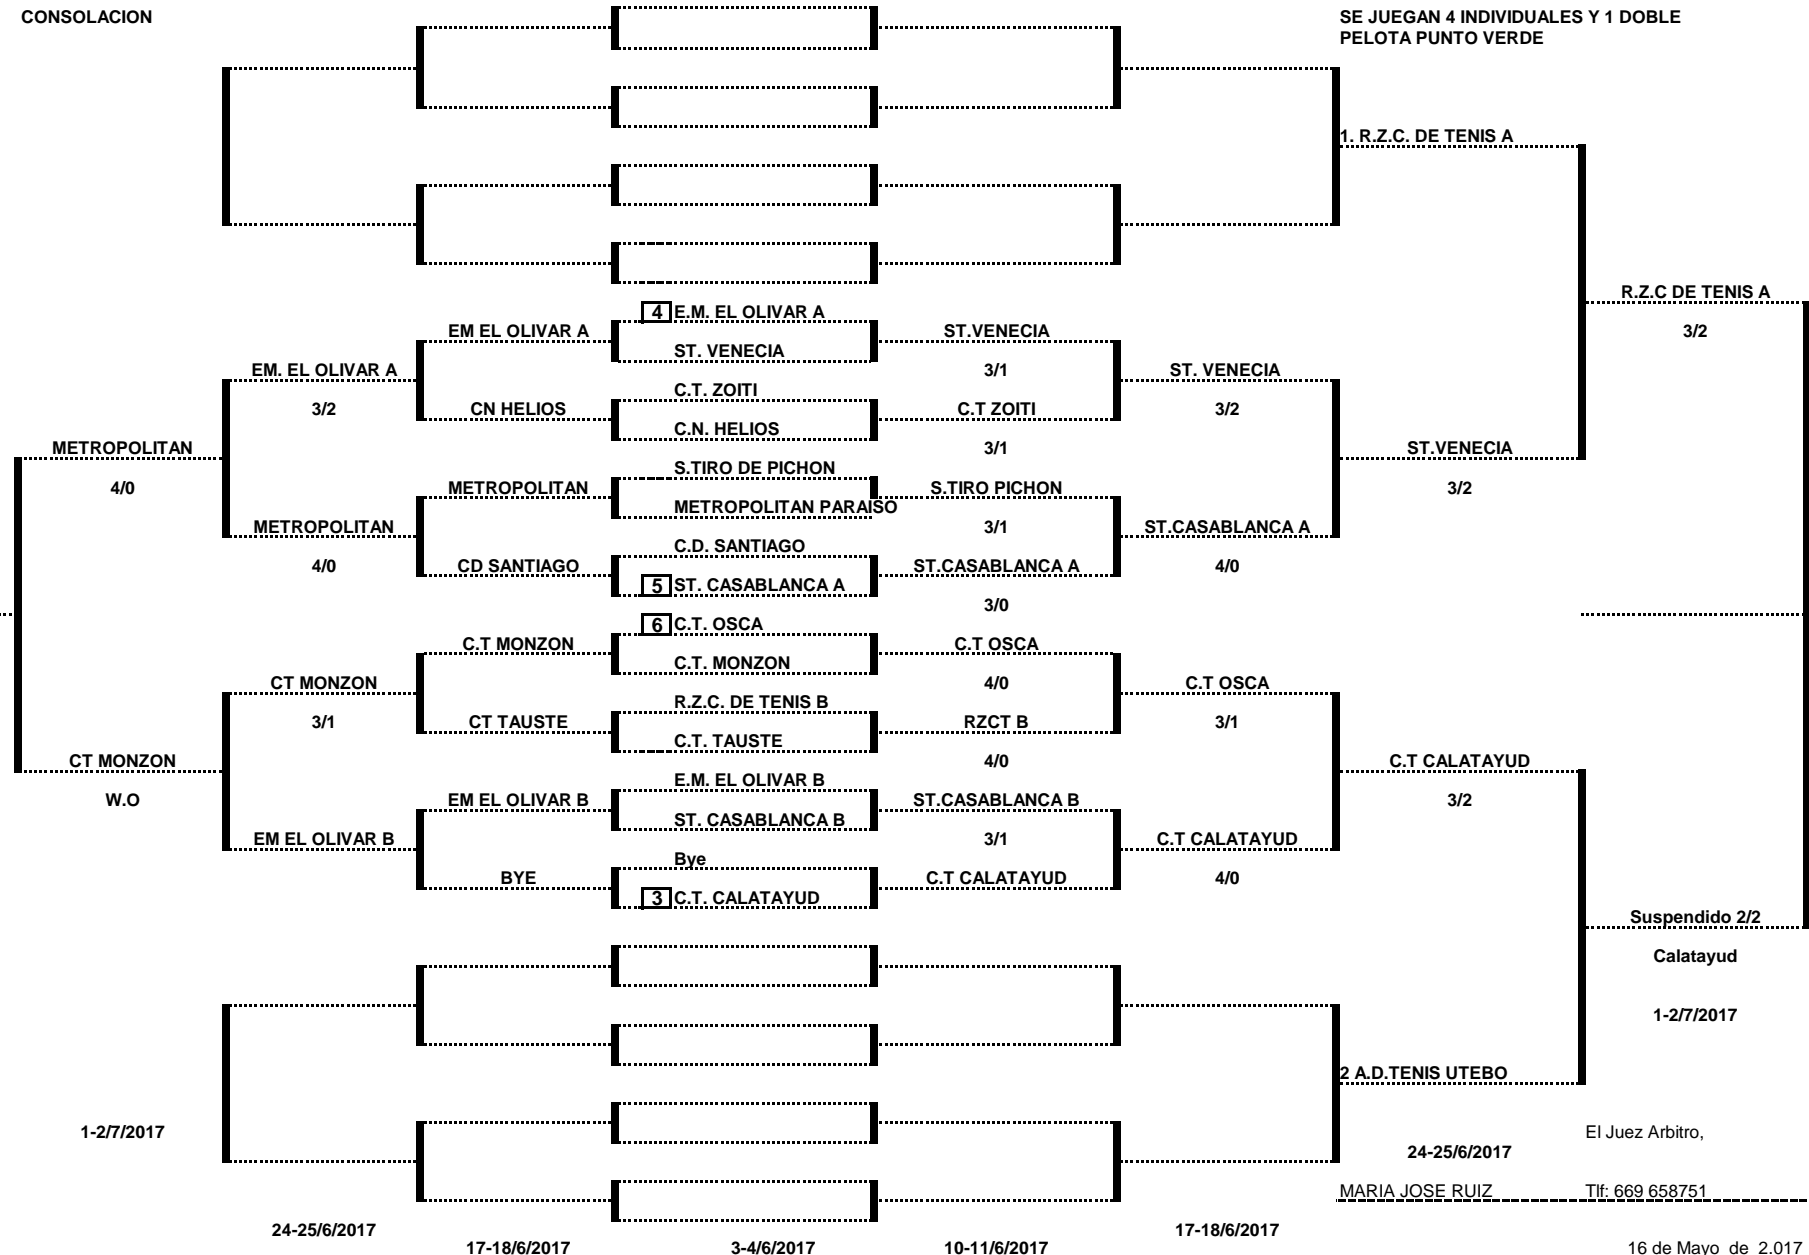 CONSOLACION
SE JUEGAN 4 INDIVIDUALES Y 1 DOBLE
PELOTA PUNTO VERDE
1. R.Z.C. DE TENIS A
R.Z.C DE TENIS A
3/2
4 E.M. EL OLIVAR A
EM EL OLIVAR A
ST.VENECIA
ST. VENECIA
3/1
EM. EL OLIVAR A
ST. VENECIA
C.T. ZOITI
3/2
CN HELIOS
C.T ZOITI
3/2
C.N. HELIOS
METROPOLITAN
3/1
ST.VENECIA
S.TIRO DE PICHON
4/0
METROPOLITAN
S.TIRO PICHON
3/2
METROPOLITAN PARAISO
METROPOLITAN
3/1
ST.CASABLANCA A
C.D. SANTIAGO
4/0
CD SANTIAGO
ST.CASABLANCA A
4/0
5 ST. CASABLANCA A
3/0
6 C.T. OSCA
C.T MONZON
C.T OSCA
C.T. MONZON
CT MONZON
4/0
C.T OSCA
R.Z.C. DE TENIS B
3/1
CT TAUSTE
RZCT B
3/1
C.T. TAUSTE
CT MONZON
4/0
C.T CALATAYUD
E.M. EL OLIVAR B
W.O
EM EL OLIVAR B
ST.CASABLANCA B
3/2
ST. CASABLANCA B
EM EL OLIVAR B
3/1
C.T CALATAYUD
Bye
BYE
C.T CALATAYUD
4/0
3 C.T. CALATAYUD
Suspendido 2/2
Calatayud
1-2/7/2017
2 A.D.TENIS UTEBO
1-2/7/2017
El Juez Arbitro,
24-25/6/2017
MARIA JOSE RUIZ
Tlf: 669 658751
24-25/6/2017
17-18/6/2017
17-18/6/2017
3-4/6/2017
10-11/6/2017
16 de Mayo de 2.017